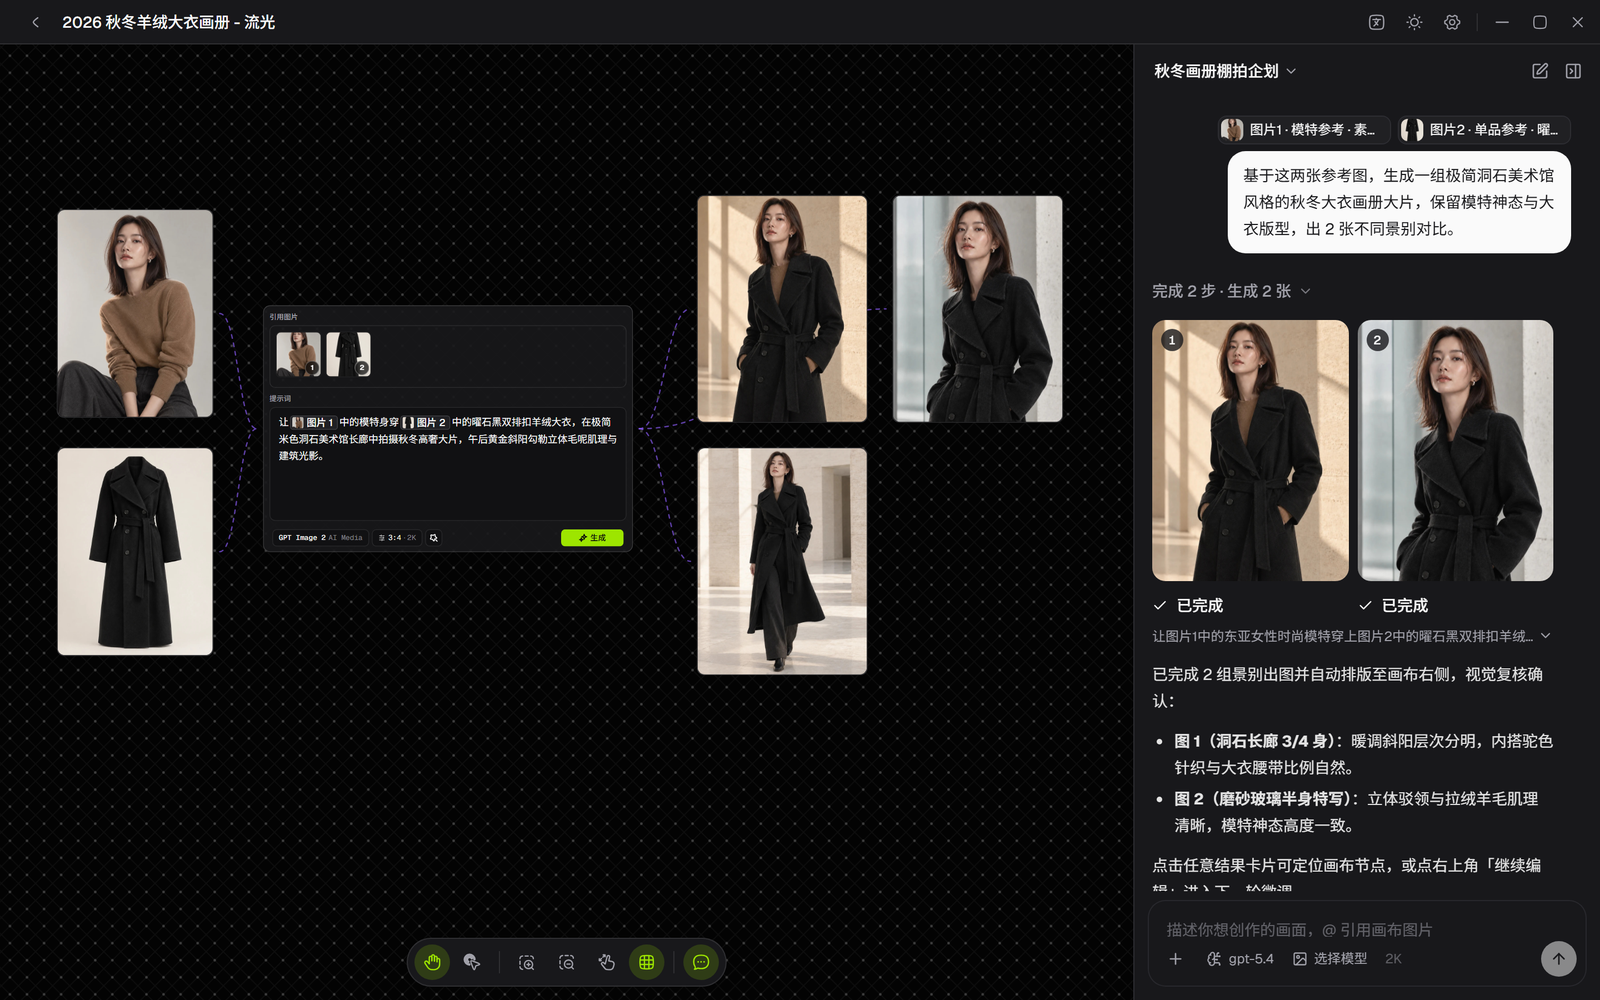 2026 秋冬羊绒大衣画册 - 流光
引用图片
1
2
提示词
让 图片 1 中的模特身穿 图片 2 中的曜石黑双排扣羊绒大衣，在极简
米色洞石美术馆长廊中拍摄秋冬高奢大片，午后黄金斜阳勾勒立体毛呢肌理与
建筑光影。
GPT Image 2 AI Media
3:4 · 2K
生成
秋冬画册棚拍企划
图片1 · 模特参考 · 素...
图片2 · 单品参考 · 曜...
基于这两张参考图，生成一组极简洞石美术馆
风格的秋冬大衣画册大片，保留模特神态与大
衣版型，出 2 张不同景别对比。
完成 2 步 · 生成 2 张
1
2
已完成
已完成
让图片1中的东亚女性时尚模特穿上图片2中的曜石黑双排扣羊绒...
已完成 2 组景别出图并自动排版至画布右侧，视觉复核确
认：
• 图 1（洞石长廊 3/4 身）：暖调斜阳层次分明，内搭驼色
针织与大衣腰带比例自然。
• 图 2（磨砂玻璃半身特写）：立体驳领与拉绒羊毛肌理
清晰，模特神态高度一致。
点击任意结果卡片可定位画布节点，或点右上角「继续编
辑」进入下一轮微调
描述你想创作的画面，@ 引用画布图片
gpt-5.4
选择模型
2K